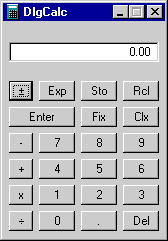 DlgCalc
0.00
± Exp Sto Rcl
Enter Fix Clx
- 7 8 9
+ 4 5 6
x 1 2 3
÷ 0 . Del